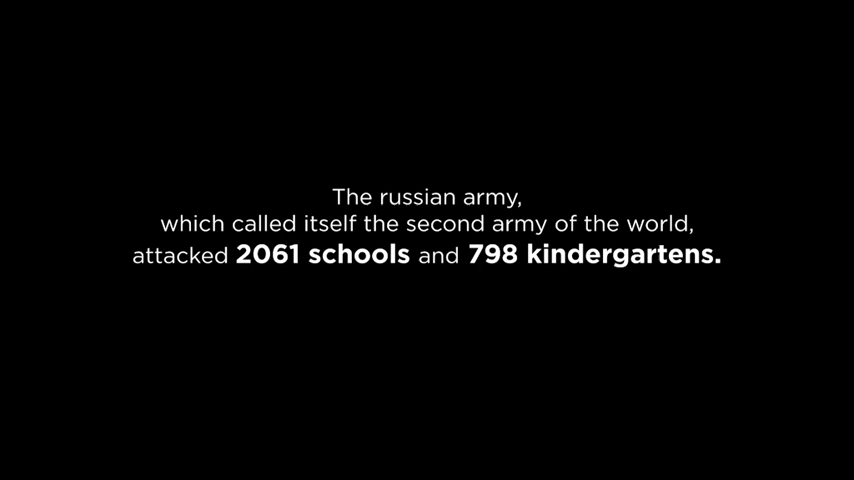 The russian army,
which called itself the second army of the world,
attacked 2061 schools and 798 kindergartens.